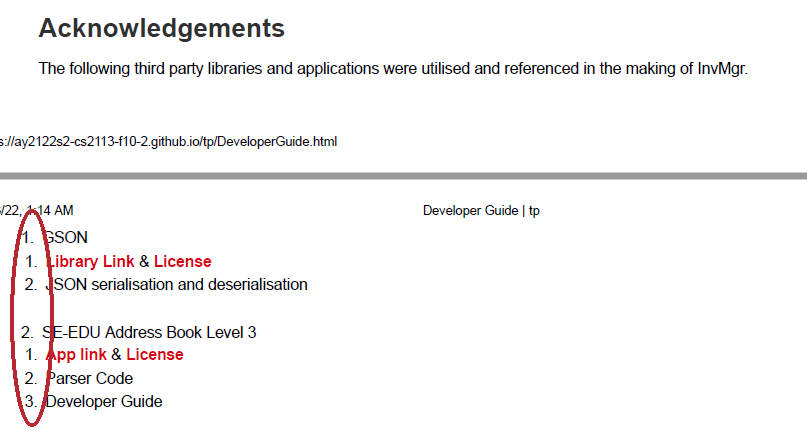 Acknowledgements
The following third party libraries and applications were utilised and referenced in the making of InvMgr.
s://ay2122s2-cs2113-f10-2.github.io/tp/DeveloperGuide.html
/22, 1:14 AM Developer Guide | tp
1. GSON
1. Library Link & License
2. JSON serialisation and deserialisation
2. SE-EDU Address Book Level 3
1. App link & License
2. Parser Code
3. Developer Guide